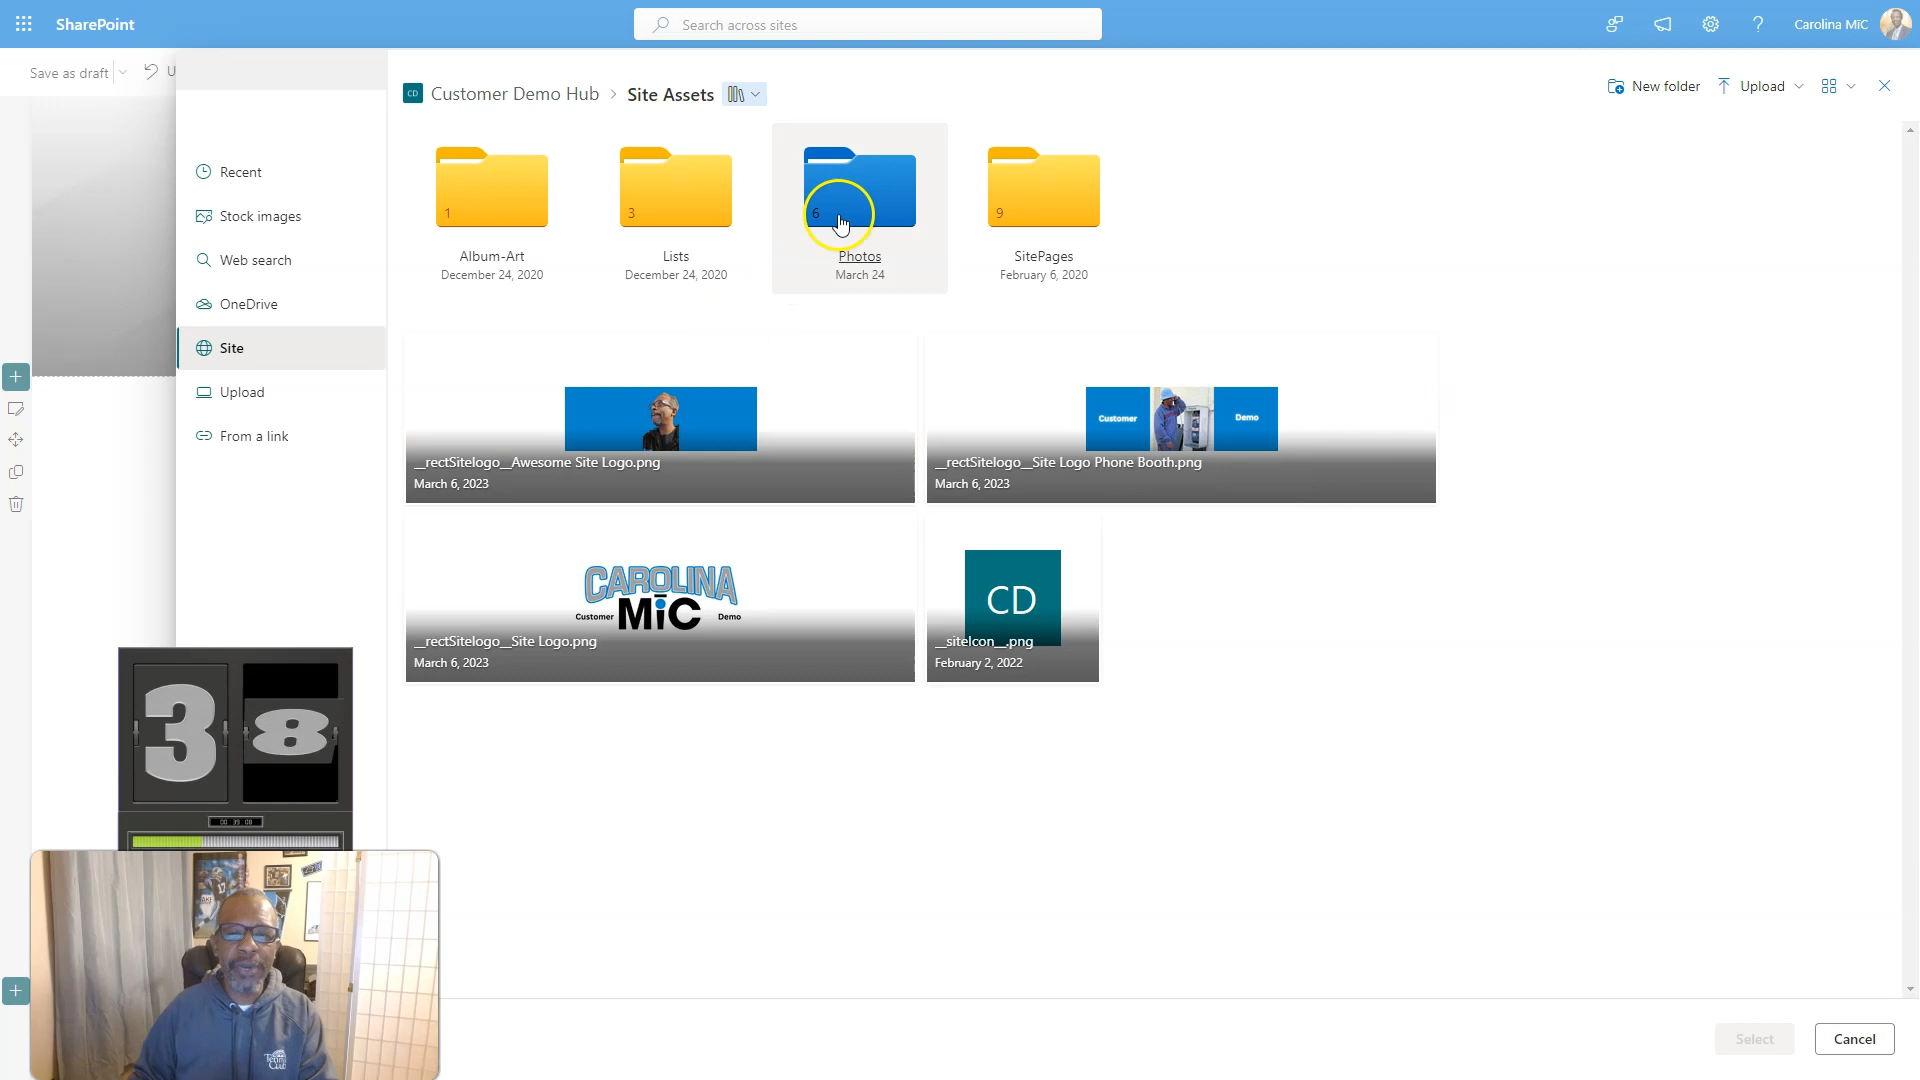 SharePoint
Search across sites
Carolina MiC
Save as draft
U
CD
Customer Demo Hub > Site Assets
New folder
Upload
Recent
Stock images
Web search
OneDrive
Site
Upload
From a link
1
Album-Art
December 24, 2020
3
Lists
December 24, 2020
6
Photos
March 24
9
SitePages
February 6, 2020
__rectSitelogo__Awesome Site Logo.png
March 6, 2023
Customer
Demo
__rectSitelogo__Site Logo Phone Booth.png
March 6, 2023
CAROLINA
Customer MiC Demo
__rectSitelogo__Site Logo.png
March 6, 2023
CD
__siteIcon__.png
February 2, 2022
38
Select
Cancel